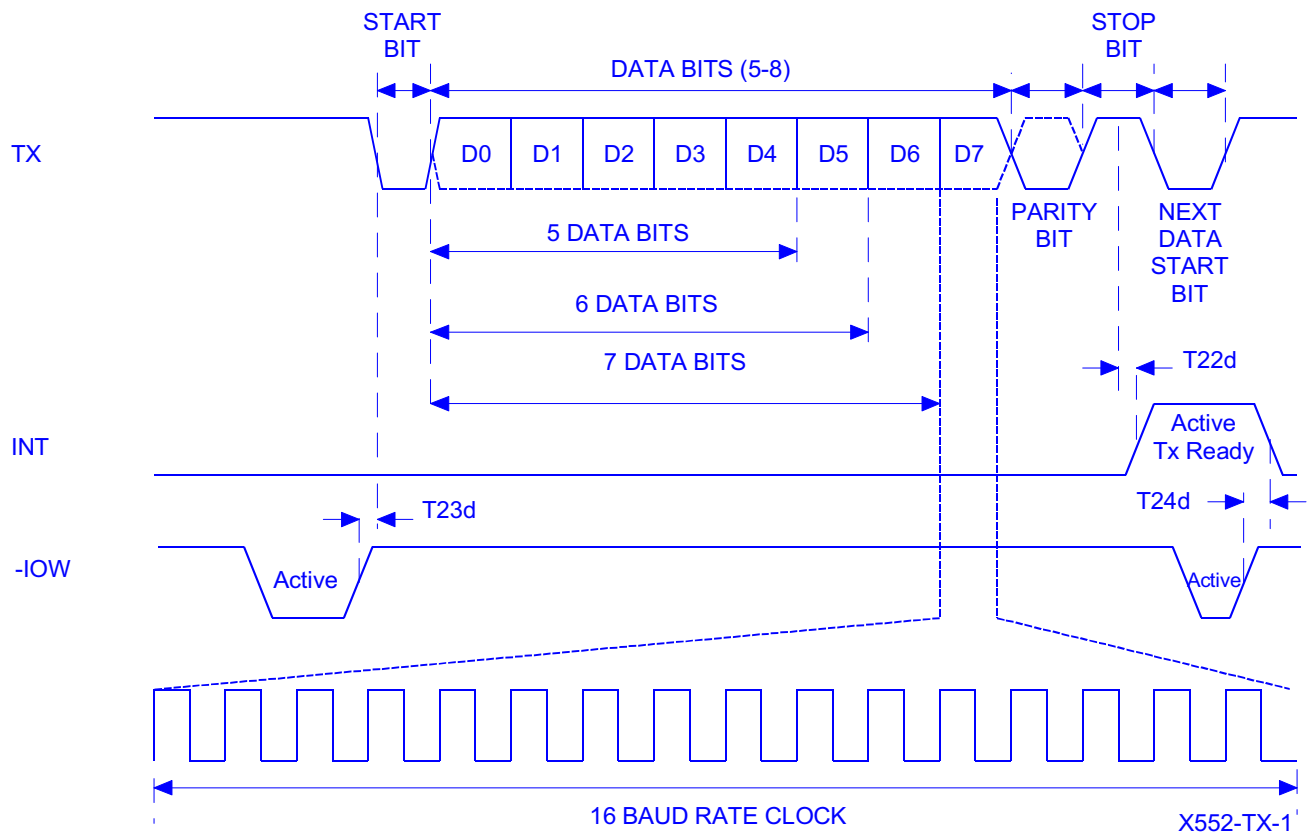 START
BIT
STOP
BIT
DATA BITS (5-8)
TX
D0 D1 D2 D3 D4 D5 D6 D7
PARITY
BIT
NEXT
DATA
START
BIT
5 DATA BITS
6 DATA BITS
7 DATA BITS
T22d
INT
Active
Tx Ready
T23d
T24d
-IOW
Active
Active
16 BAUD RATE CLOCK
X552-TX-1